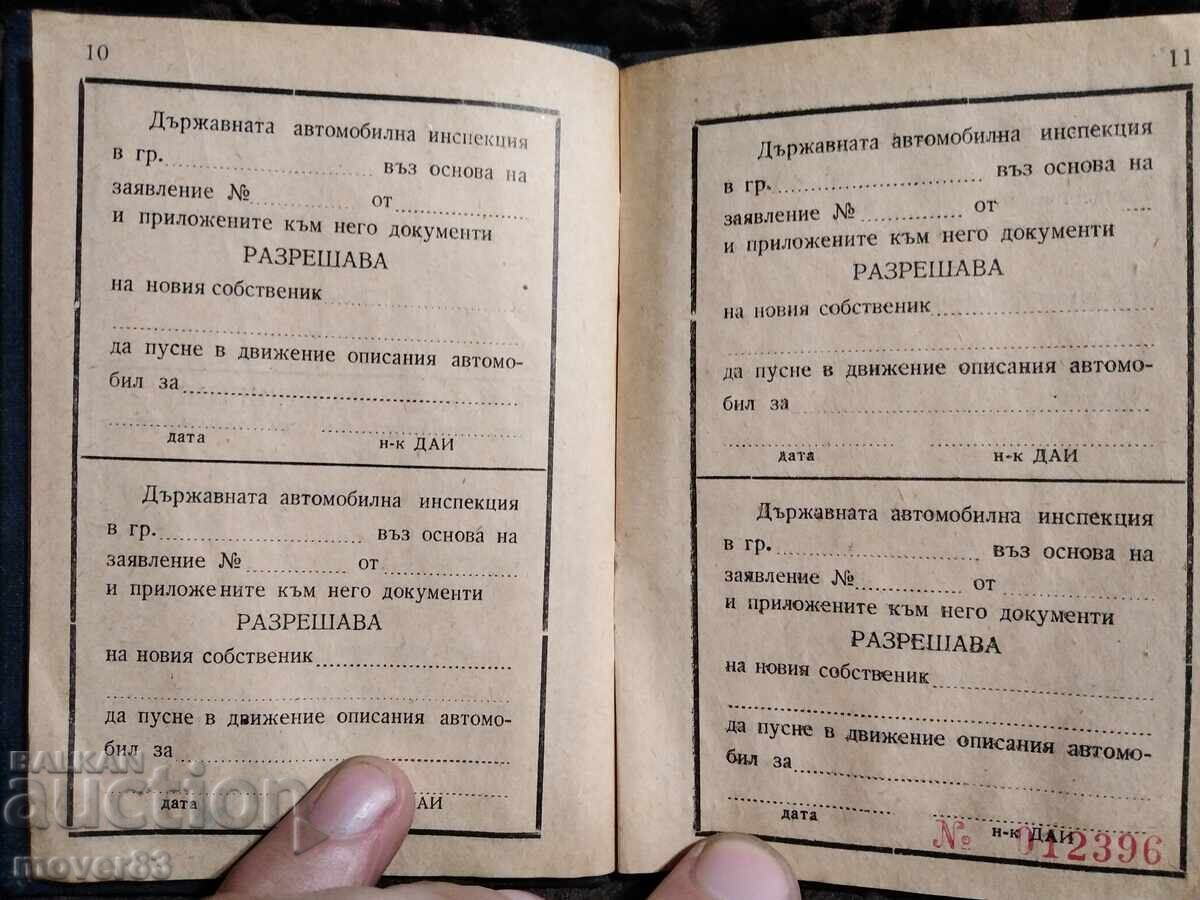 10
Държавната автомобилна инспекция
в гр. въз основа на
заявление № от
и приложените към него документи
РАЗРЕШАВА
на новия собственик
да пусне в движение описания автомо-
бил за
дата н-к ДАИ
Държавната автомобилна инспекция
в гр. въз основа на
заявление № от
и приложените към него документи
РАЗРЕШАВА
на новия собственик
да пусне в движение описания автомо-
бил за
дата АИ
11
Държавната автомобилна инспекция
в гр. въз основа на
заявление № от
и приложените към него документи
РАЗРЕШАВА
на новия собственик
да пусне в движение описания автомо-
бил за
дата н-к ДАИ
Държавната автомобилна инспекция
в гр. въз основа на
заявление № от
и приложените към него документи
РАЗРЕШАВА
на новия собственик
да пусне в движение описания автомо-
бил за
дата н-к ДАИ
№ 012396
BALKAN
auction
mover83